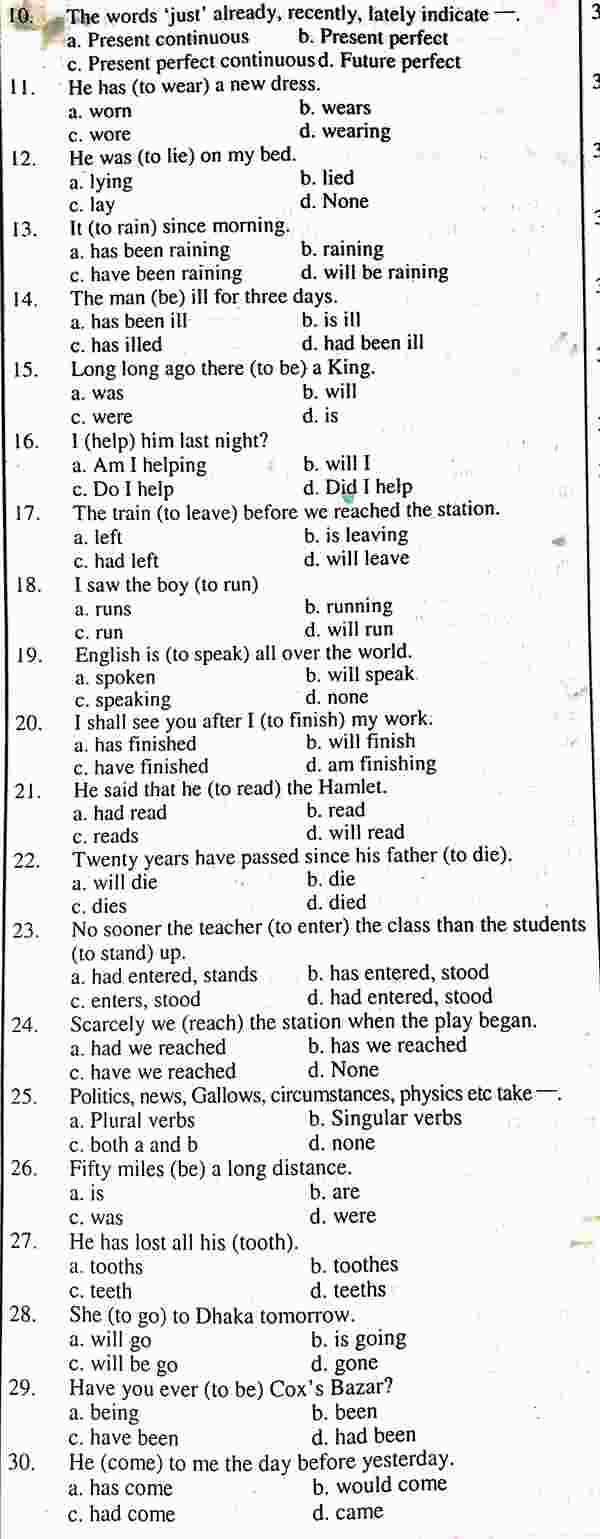 10. The words ‘just’ already, recently, lately indicate —.
a. Present continuous b. Present perfect
c. Present perfect continuous d. Future perfect
11. He has (to wear) a new dress.
a. worn b. wears
c. wore d. wearing
12. He was (to lie) on my bed.
a. lying b. lied
c. lay d. None
13. It (to rain) since morning.
a. has been raining b. raining
c. have been raining d. will be raining
14. The man (be) ill for three days.
a. has been ill b. is ill
c. has illed d. had been ill
15. Long long ago there (to be) a King.
a. was b. will
c. were d. is
16. I (help) him last night?
a. Am I helping b. will I
c. Do I help d. Did I help
17. The train (to leave) before we reached the station.
a. left b. is leaving
c. had left d. will leave
18. I saw the boy (to run)
a. runs b. running
c. run d. will run
19. English is (to speak) all over the world.
a. spoken b. will speak
c. speaking d. none
20. I shall see you after I (to finish) my work.
a. has finished b. will finish
c. have finished d. am finishing
21. He said that he (to read) the Hamlet.
a. had read b. read
c. reads d. will read
22. Twenty years have passed since his father (to die).
a. will die b. die
c. dies d. died
23. No sooner the teacher (to enter) the class than the students
(to stand) up.
a. had entered, stands b. has entered, stood
c. enters, stood d. had entered, stood
24. Scarcely we (reach) the station when the play began.
a. had we reached b. has we reached
c. have we reached d. None
25. Politics, news, Gallows, circumstances, physics etc take —.
a. Plural verbs b. Singular verbs
c. both a and b d. none
26. Fifty miles (be) a long distance.
a. is b. are
c. was d. were
27. He has lost all his (tooth).
a. tooths b. toothes
c. teeth d. teeths
28. She (to go) to Dhaka tomorrow.
a. will go b. is going
c. will be go d. gone
29. Have you ever (to be) Cox’s Bazar?
a. being b. been
c. have been d. had been
30. He (come) to me the day before yesterday.
a. has come b. would come
c. had come d. came